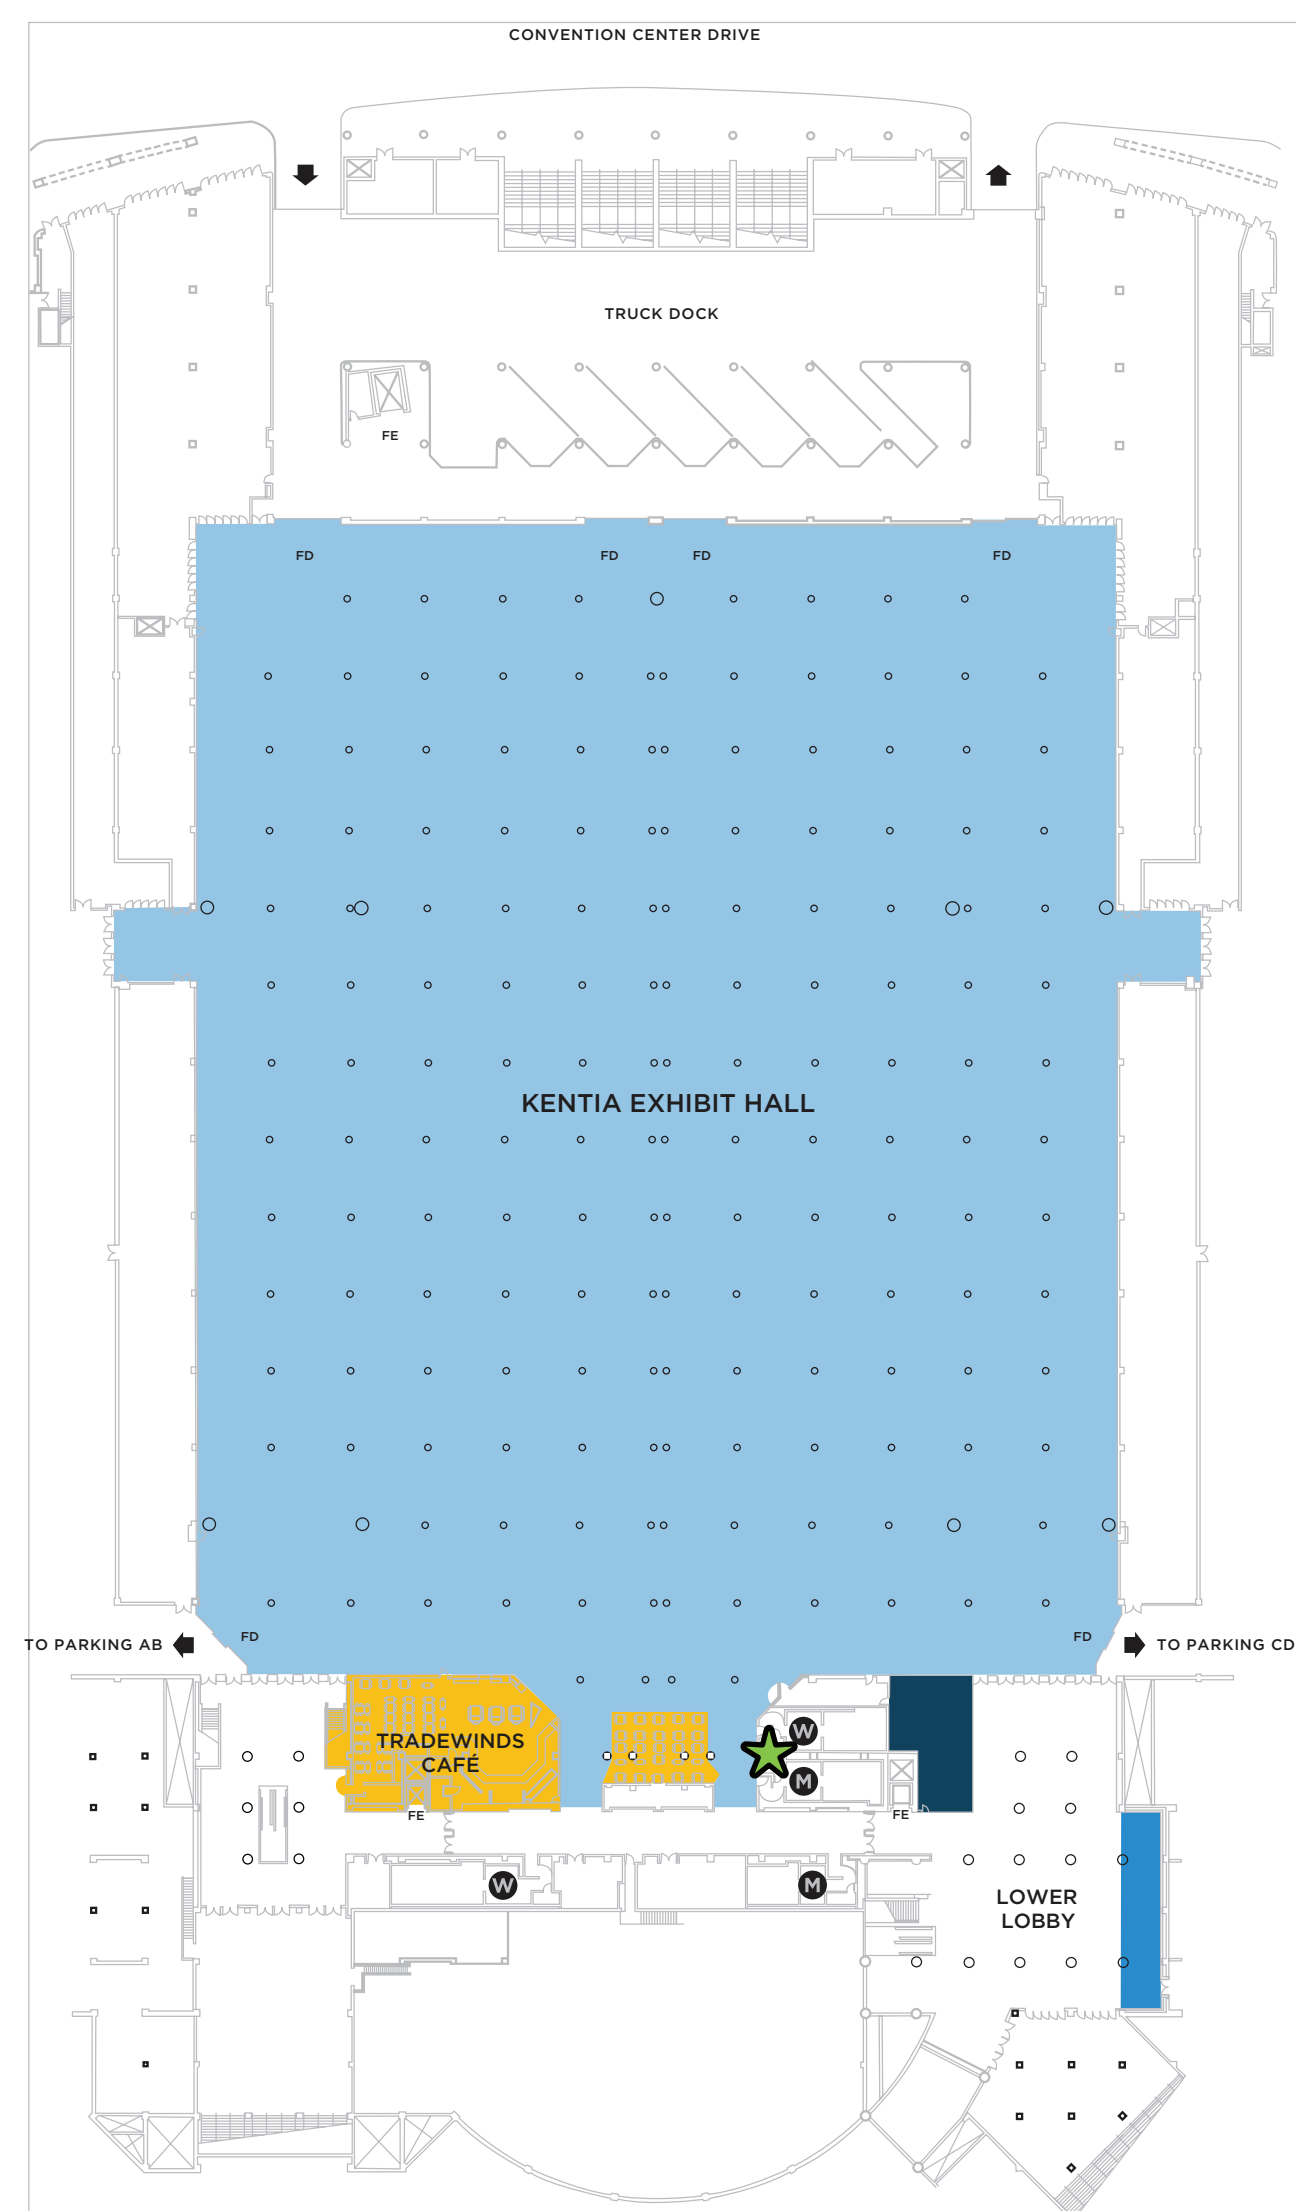 CONVENTION CENTER DRIVE
TRUCK DOCK
FE
FD FD FD FD
KENTIA EXHIBIT HALL
FD FD
TO PARKING AB TO PARKING CD
TRADEWINDS
CAFÉ
W
M
FE FE
W M
LOWER
LOBBY